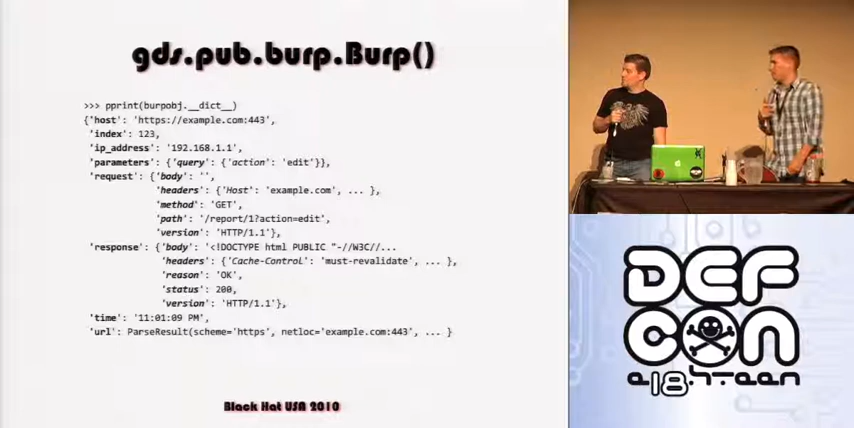 gds.pub.burp.Burp()
>>> pprint(burpobj.__dict__)
{'host': 'https://example.com:443',
'index': 123,
'ip_address': '192.168.1.1',
'parameters': {'query': {'action': 'edit'}},
'request': {'body': '',
'headers': {'Host': 'example.com', ... },
'method': 'GET',
'path': '/report/1?action=edit',
'version': 'HTTP/1.1'},
'response': {'body': '<!DOCTYPE html PUBLIC "-//W3C//...
'headers': {'Cache-Control': 'must-revalidate', ... },
'reason': 'OK',
'status': 200,
'version': 'HTTP/1.1'},
'time': '11:01:09 PM',
'url': ParseResult(scheme='https', netloc='example.com:443', ... }
Black Hat USA 2010
DEF
CON
e18h.teen